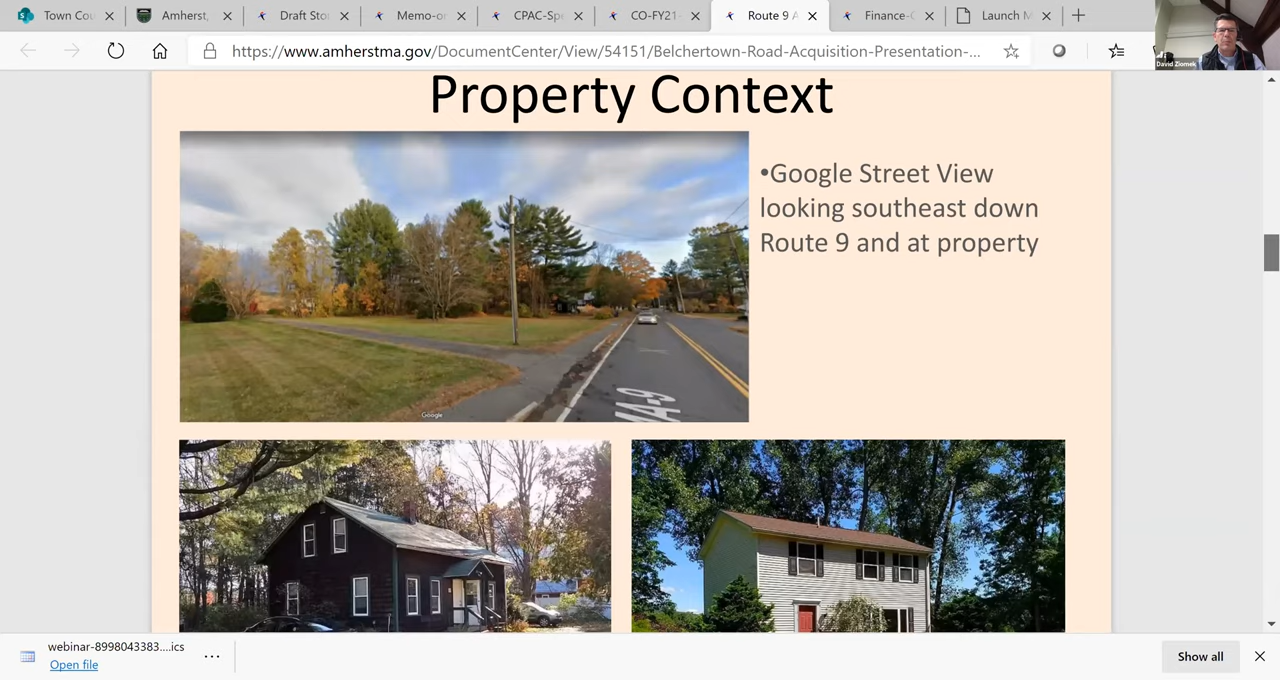 Town Cou
Amherst,
Draft Sto
Memo-o
CPAC-Sp
CO-FY21-
Route 9 A
Finance-C
Launch M
https://www.amherstma.gov/DocumentCenter/View/54151/Belchertown-Road-Acquisition-Presentation-...
David Ziomek
Property Context
•Google Street View
looking southeast down
Route 9 and at property
MA-9
Google
webinar-8998043383....ics
Open file
Show all